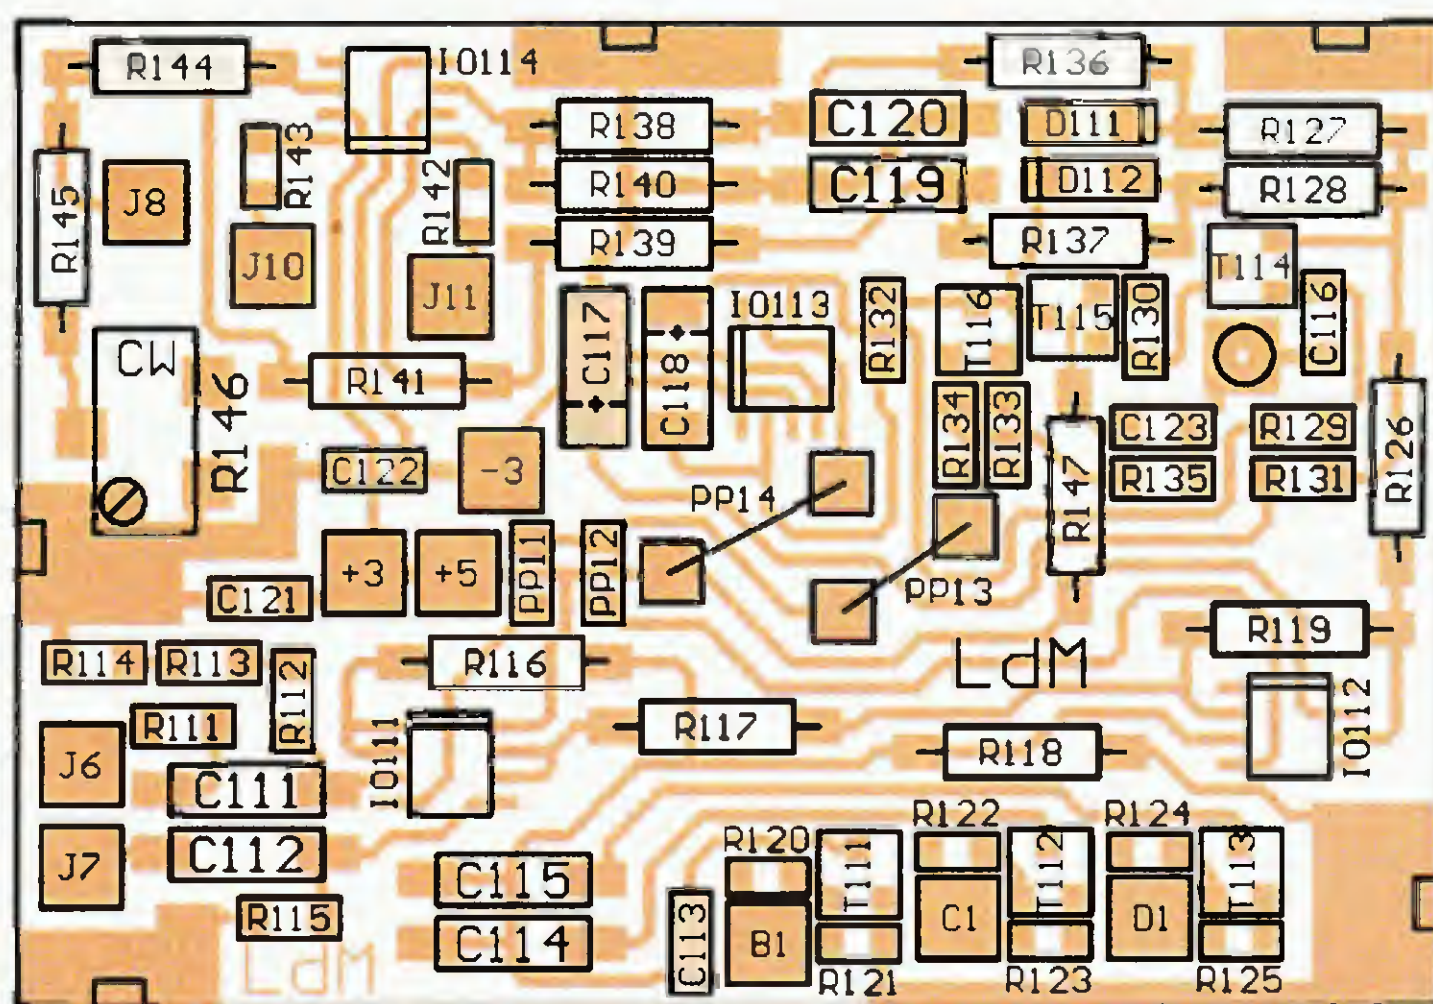 R144
IO114
R136
R138
C120
D111
R127
R143
R142
R145
J8
R140
C119
D112
R128
R139
R137
J10
J11
T114
C117
C118
IO113
R132
T116
T115
R130
C116
CW
R146
R141
R134
R133
C123
R129
R126
C122
-3
PP14
R147
R135
R131
+3
+5
PP11
PP12
PP13
C121
R119
R114
R113
R112
R116
LdM
R111
IO111
R117
R118
IO112
J6
C111
R120
R122
R124
J7
C112
C115
T111
T112
T113
R115
C114
C113
B1
C1
D1
LdM
R121
R123
R125